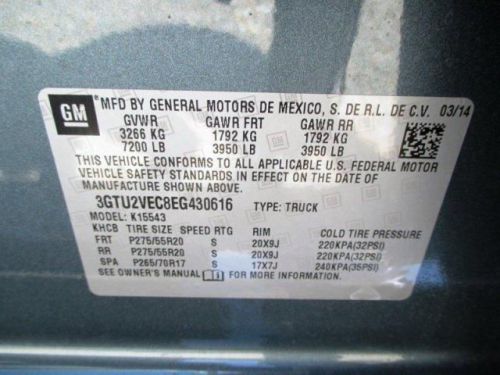 GM MFD BY GENERAL MOTORS DE MEXICO, S. DE R.L. DE C.V. 03/14
GVWR GAWR FRT GAWR RR
3266 KG 1792 KG 1792 KG
7200 LB 3950 LB 3950 LB
THIS VEHICLE CONFORMS TO ALL APPLICABLE U.S. FEDERAL MOTOR
VEHICLE SAFETY STANDARDS IN EFFECT ON THE DATE OF
MANUFACTURE SHOWN ABOVE.
3GTU2VEC8EG430616 TYPE: TRUCK
MODEL: K15543
KHCB TIRE SIZE SPEED RTG RIM COLD TIRE PRESSURE
FRT P275/55R20 S 20X9J 220KPA(32PSI)
RR P275/55R20 S 20X9J 220KPA(32PSI)
SPA P265/70R17 S 17X7J 240KPA(35PSI)
SEE OWNER'S MANUAL FOR MORE INFORMATION.